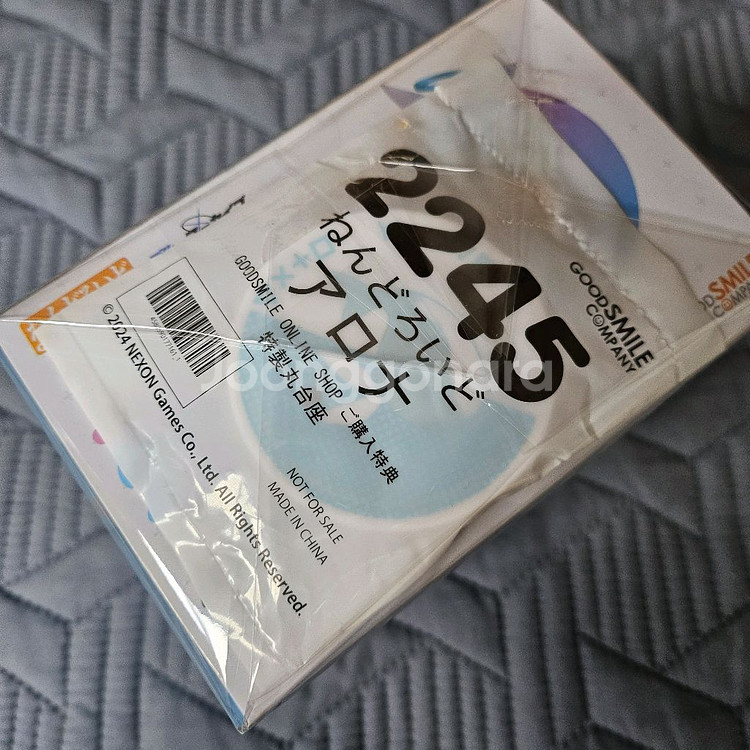 2245
ねんどろいど
アロナ
GOODSMILE ONLINE SHOP ご購入特典
特製丸台座
NOT FOR SALE
MADE IN CHINA
© 2024 NEXON Games Co., Ltd. All Rights Reserved.
GOODSMILE
COMPANY
SMILE
COMPANY
Joonggonara